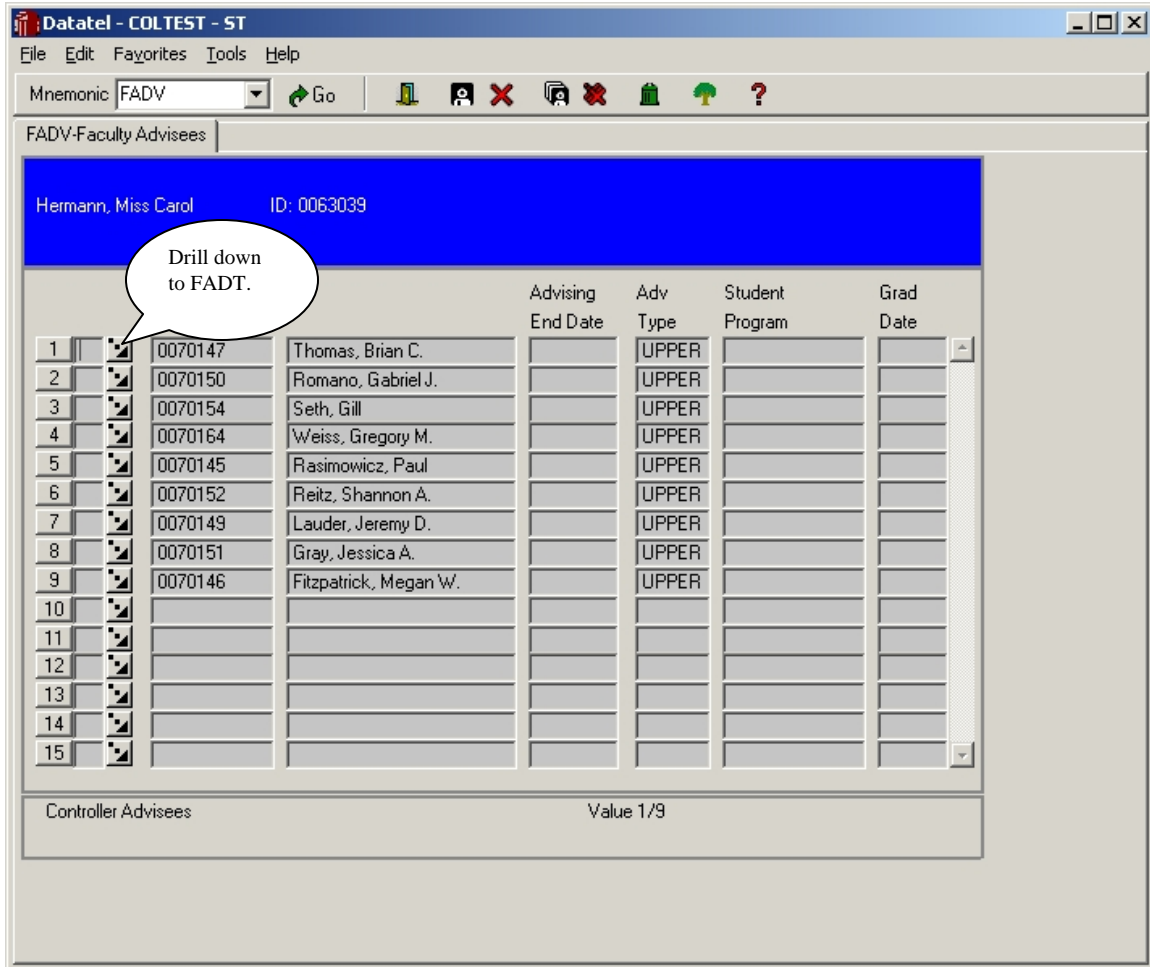 Datatel - COLTEST - ST
File Edit Favorites Tools Help
Mnemonic FADV Go ?
FADV-Faculty Advisees
Hermann, Miss Carol ID: 0063039
Drill down
to FADT.
Advising Adv Student Grad
End Date Type Program Date
1 0070147 Thomas, Brian C. UPPER
2 0070150 Romano, Gabriel J. UPPER
3 0070154 Seth, Gill UPPER
4 0070164 Weiss, Gregory M. UPPER
5 0070145 Rasimowicz, Paul UPPER
6 0070152 Reitz, Shannon A. UPPER
7 0070149 Lauder, Jeremy D. UPPER
8 0070151 Gray, Jessica A. UPPER
9 0070146 Fitzpatrick, Megan W. UPPER
10
11
12
13
14
15
Controller Advisees Value 1/9